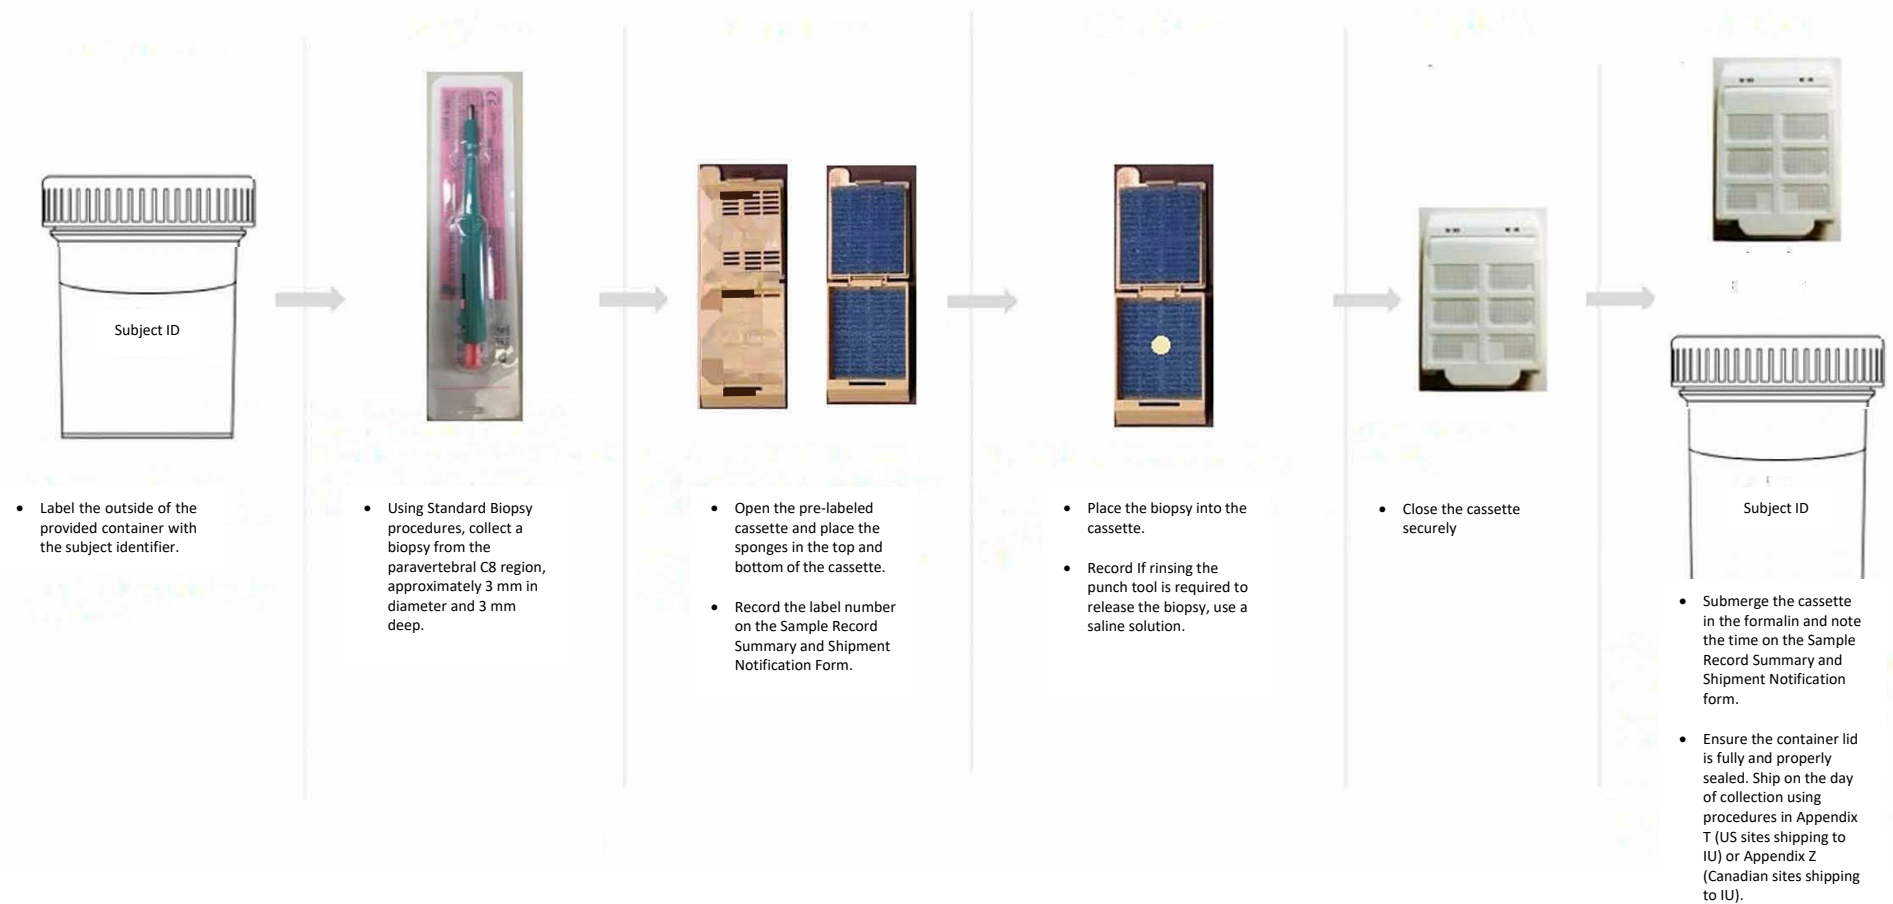 Subject ID
• Label the outside of the
provided container with
the subject identifier.
• Using Standard Biopsy
procedures, collect a
biopsy from the
paravertebral C8 region,
approximately 3 mm in
diameter and 3 mm
deep.
• Open the pre-labeled
cassette and place the
sponges in the top and
bottom of the cassette.
• Record the label number
on the Sample Record
Summary and Shipment
Notification Form.
• Place the biopsy into the
cassette.
• Record If rinsing the
punch tool is required to
release the biopsy, use a
saline solution.
• Close the cassette
securely
Subject ID
• Submerge the cassette
in the formalin and note
the time on the Sample
Record Summary and
Shipment Notification
form.
• Ensure the container lid
is fully and properly
sealed. Ship on the day
of collection using
procedures in Appendix
T (US sites shipping to
IU) or Appendix Z
(Canadian sites shipping
to IU).